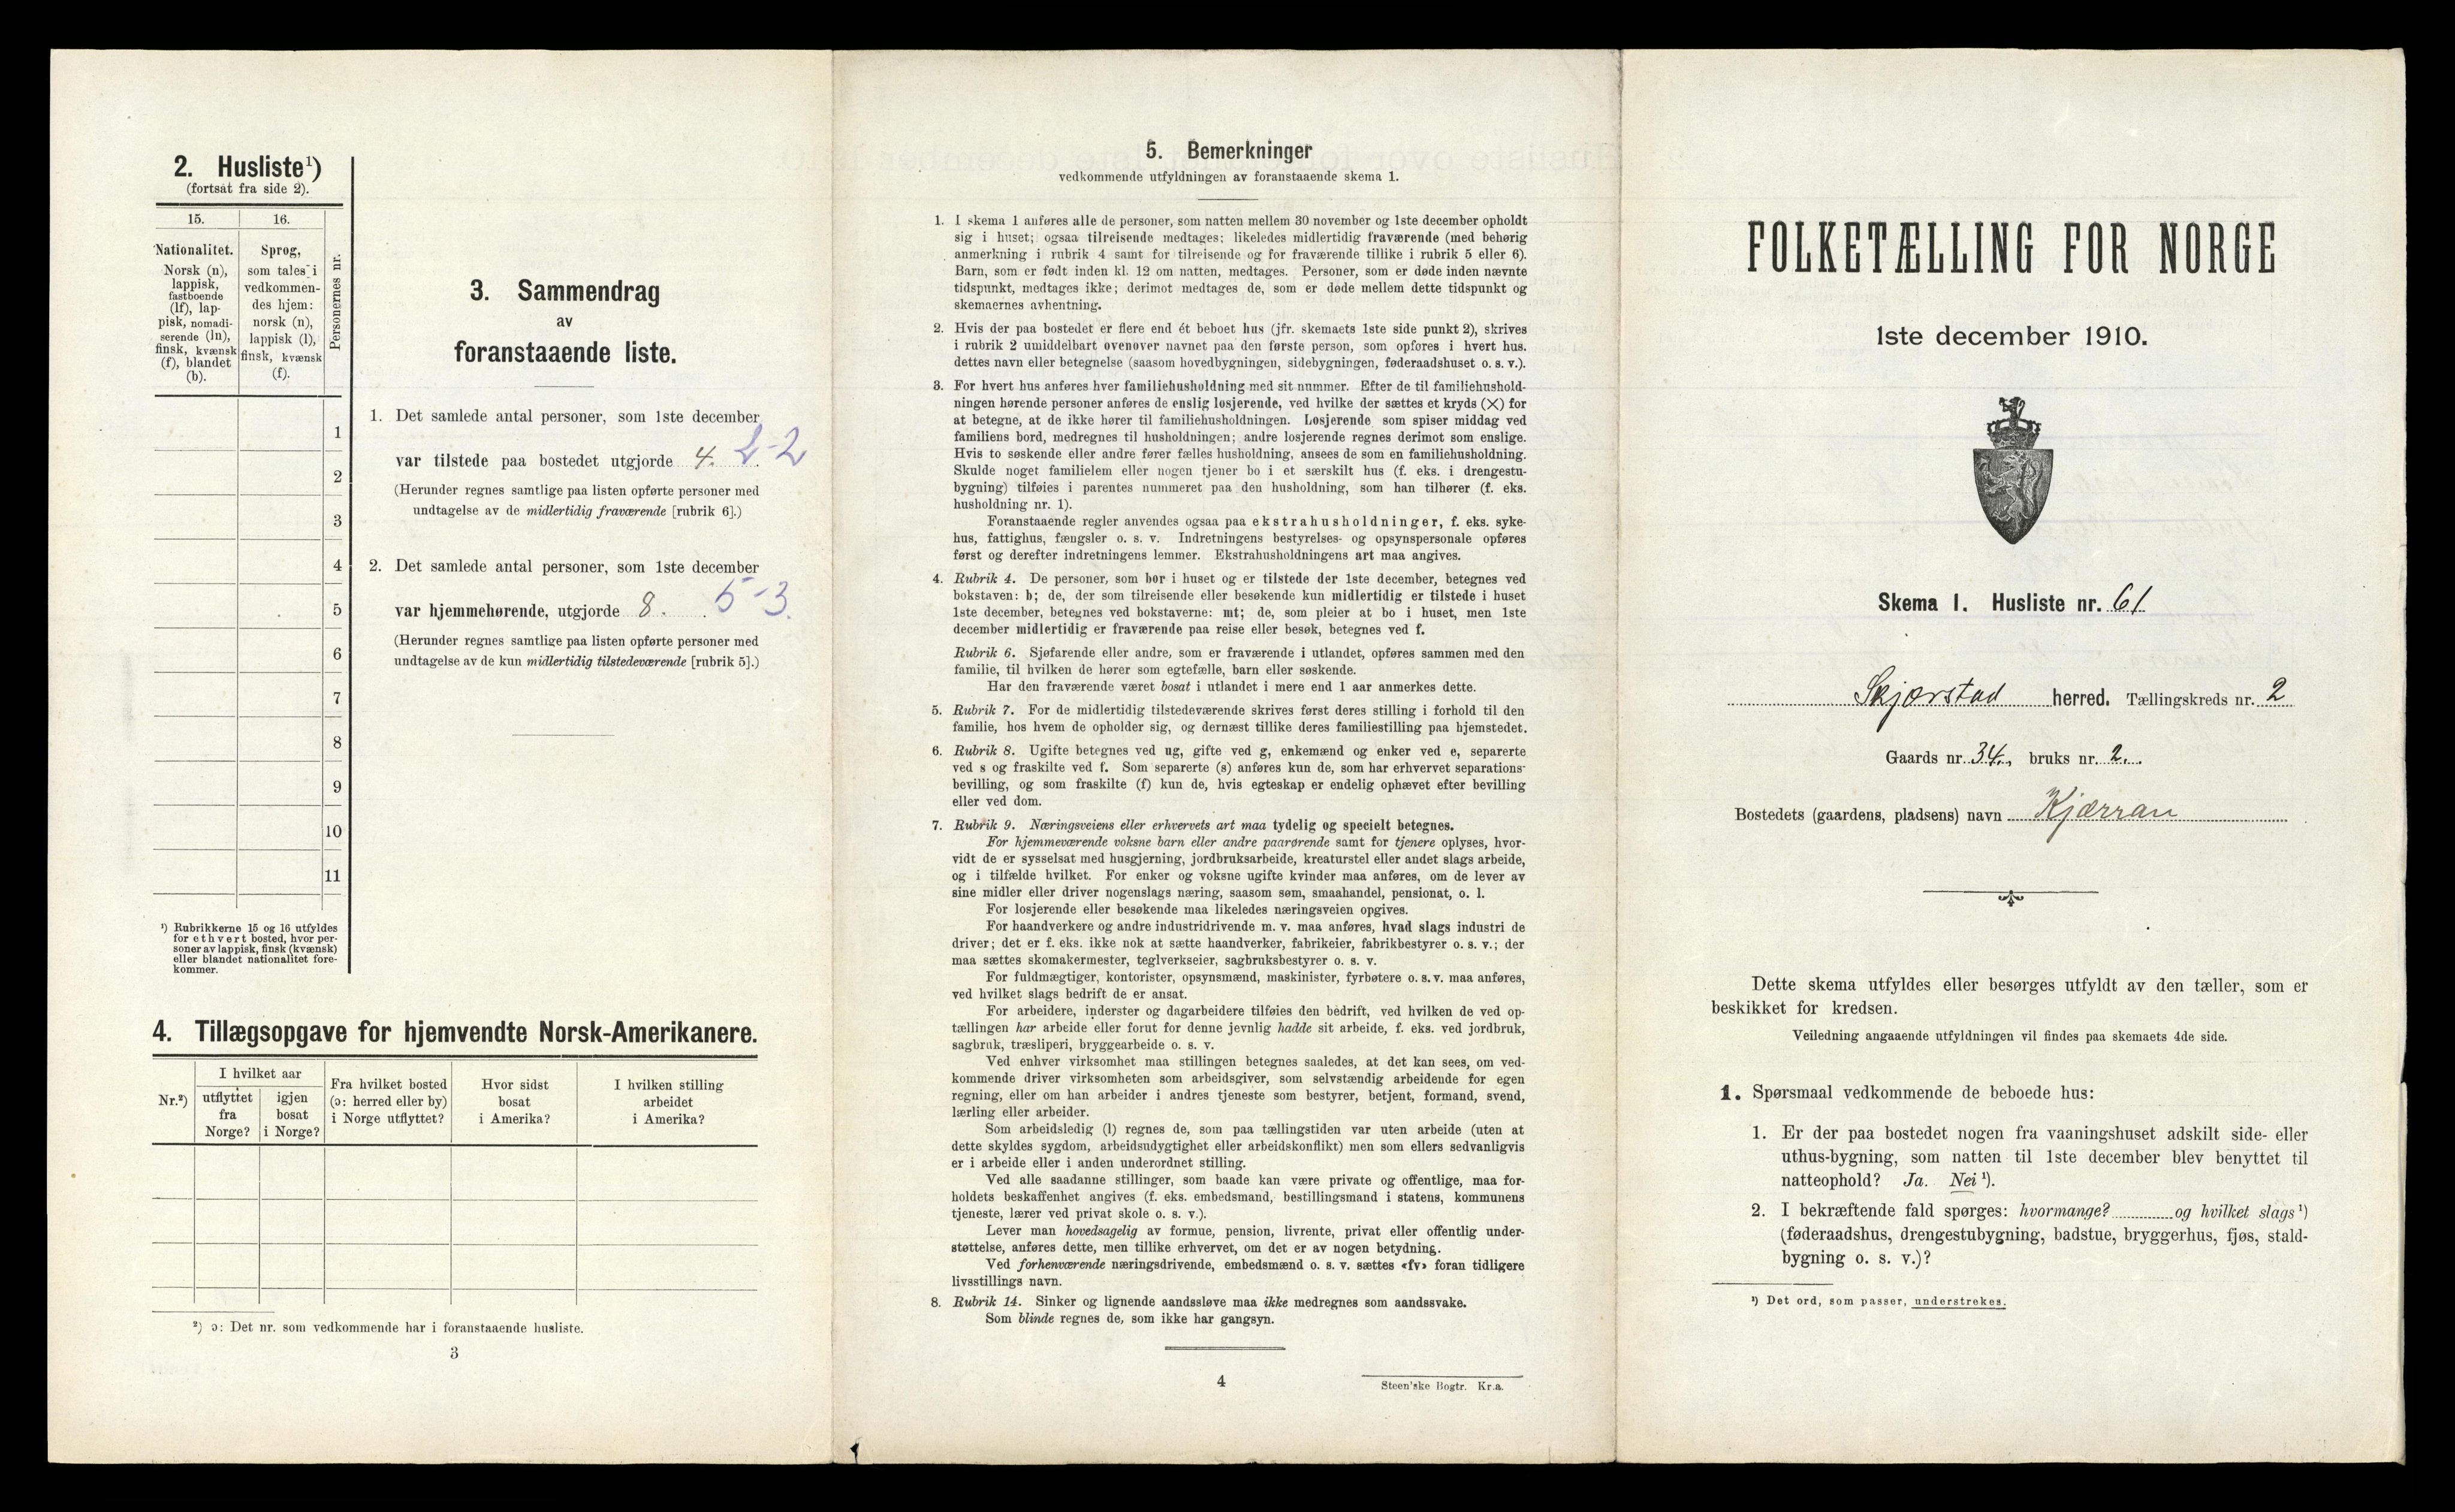 2. Husliste¹)
(fortsat fra side 2).
15.
16.
Personernes nr.
Nationalitet.
Norsk (n),
lappisk,
fastboende
(lf), lap-
pisk, nomadi-
serende (ln),
finsk, kvænsk
(f), blandet
(b).
Sprog,
som tales i
vedkommen-
des hjem:
norsk (n),
lappisk (l),
finsk, kvænsk
(f).
1
2
3
4
5
6
7
8
9
10
11
¹) Rubrikkerne 15 og 16 utfyldes
for ethvert bosted, hvor per-
soner av lappisk, finsk (kvænsk)
eller blandet nationalitet fore-
kommer.
3. Sammendrag
av
foranstaaende liste.
1. Det samlede antal personer, som 1ste december
var tilstede paa bostedet utgjorde 4. 2-2
(Herunder regnes samtlige paa listen opførte personer med
undtagelse av de midlertidig fraværende [rubrik 6].)
2. Det samlede antal personer, som 1ste december
var hjemmehørende, utgjorde 8. 5-3.
(Herunder regnes samtlige paa listen opførte personer med
undtagelse av de kun midlertidig tilstedeværende [rubrik 5].)
4. Tillægsopgave for hjemvendte Norsk-Amerikanere.
Nr.²)
I hvilket aar
utflyttet
fra
Norge?
igjen
bosat
i Norge?
Fra hvilket bosted
(ɔ: herred eller by)
i Norge utflyttet?
Hvor sidst
bosat
i Amerika?
I hvilken stilling
arbeidet
i Amerika?
²) ɔ: Det nr. som vedkommende har i foranstaaende husliste.
3
5. Bemerkninger
vedkommende utfyldningen av foranstaaende skema 1.
1. I skema 1 anføres alle de personer, som natten mellem 30 november og 1ste december opholdt
sig i huset; ogsaa tilreisende medtages; likeledes midlertidig fraværende (med behørig
anmerkning i rubrik 4 samt for tilreisende og for fraværende tillike i rubrik 5 eller 6).
Barn, som er født inden kl. 12 om natten, medtages. Personer, som er døde inden nævnte
tidspunkt, medtages ikke; derimot medtages de, som er døde mellem dette tidspunkt og
skemaernes avhentning.
2. Hvis der paa bostedet er flere end ét beboet hus (jfr. skemaets 1ste side punkt 2), skrives
i rubrik 2 umiddelbart ovenover navnet paa den første person, som opføres i hvert hus.
dettes navn eller betegnelse (saasom hovedbygningen, sidebygningen, føderaadshuset o. s. v.).
3. For hvert hus anføres hver familiehusholdning med sit nummer. Efter de til familiehushold-
ningen hørende personer anføres de enslig losjerende, ved hvilke der sættes et kryds (×) for
at betegne, at de ikke hører til familiehusholdningen. Losjerende som spiser middag ved
familiens bord, medregnes til husholdningen; andre losjerende regnes derimot som enslige.
Hvis to søskende eller andre fører fælles husholdning, ansees de som en familiehusholdning.
Skulde noget familielem eller nogen tjener bo i et særskilt hus (f. eks. i drengestu-
bygning) tilføies i parentes nummeret paa den husholdning, som han tilhører (f. eks.
husholdning nr. 1).
Foranstaaende regler anvendes ogsaa paa ekstrahusholdninger, f. eks. syke-
hus, fattighus, fængsler o. s. v. Indretningens bestyrelses- og opsynspersonale opføres
først og derefter indretningens lemmer. Ekstrahusholdningens art maa angives.
4. Rubrik 4. De personer, som bor i huset og er tilstede der 1ste december, betegnes ved
bokstaven: b; de, der som tilreisende eller besøkende kun midlertidig er tilstede i huset
1ste december, betegnes ved bokstaverne: mt; de, som pleier at bo i huset, men 1ste
december midlertidig er fraværende paa reise eller besøk, betegnes ved f.
Rubrik 6. Sjøfarende eller andre, som er fraværende i utlandet, opføres sammen med den
familie, til hvilken de hører som egtefælle, barn eller søskende.
Har den fraværende været bosat i utlandet i mere end 1 aar anmerkes dette.
5. Rubrik 7. For de midlertidig tilstedeværende skrives først deres stilling i forhold til den
familie, hos hvem de opholder sig, og dernæst tillike deres familiestilling paa hjemstedet.
6. Rubrik 8. Ugifte betegnes ved ug, gifte ved g, enkemænd og enker ved e, separerte
ved s og fraskilte ved f. Som separerte (s) anføres kun de, som har erhvervet separations-
bevilling, og som fraskilte (f) kun de, hvis egteskap er endelig ophævet efter bevilling
eller ved dom.
7. Rubrik 9. Næringsveiens eller erhvervets art maa tydelig og specielt betegnes.
For hjemmeværende voksne barn eller andre paarørende samt for tjenere oplyses, hvor-
vidt de er sysselsat med husgjerning, jordbruksarbeide, kreaturstel eller andet slags arbeide,
og i tilfælde hvilket. For enker og voksne ugifte kvinder maa anføres, om de lever av
sine midler eller driver nogenslags næring, saasom søm, smaahandel, pensionat, o. l.
For losjerende eller besøkende maa likeledes næringsveien opgives.
For haandverkere og andre industridrivende m. v. maa anføres, hvad slags industri de
driver; det er f. eks. ikke nok at sætte haandverker, fabrikeier, fabrikbestyrer o. s. v.; der
maa sættes skomakermester, teglverkseier, sagbruksbestyrer o. s. v.
For fuldmægtiger, kontorister, opsynsmænd, maskinister, fyrbøtere o. s. v. maa anføres,
ved hvilket slags bedrift de er ansat.
For arbeidere, inderster og dagarbeidere tilføies den bedrift, ved hvilken de ved op-
tællingen har arbeide eller forut for denne jevnlig hadde sit arbeide, f. eks. ved jordbruk,
sagbruk, træsliperi, bryggearbeide o. s. v.
Ved enhver virksomhet maa stillingen betegnes saaledes, at det kan sees, om ved-
kommende driver virksomheten som arbeidsgiver, som selvstændig arbeidende for egen
regning, eller om han arbeider i andres tjeneste som bestyrer, betjent, formand, svend,
lærling eller arbeider.
Som arbeidsledig (l) regnes de, som paa tællingstiden var uten arbeide (uten at
dette skyldes sygdom, arbeidsudygtighet eller arbeidskonflikt) men som ellers sedvanligvis
er i arbeide eller i anden underordnet stilling.
Ved alle saadanne stillinger, som baade kan være private og offentlige, maa for-
holdets beskaffenhet angives (f. eks. embedsmand, bestillingsmand i statens, kommunens
tjeneste, lærer ved privat skole o. s. v.).
Lever man hovedsagelig av formue, pension, livrente, privat eller offentlig under-
støttelse, anføres dette, men tillike erhvervet, om det er av nogen betydning.
Ved forhenværende næringsdrivende, embedsmænd o. s. v. sættes «fv» foran tidligere
livsstillings navn.
8. Rubrik 14. Sinker og lignende aandssløve maa ikke medregnes som aandssvake.
Som blinde regnes de, som ikke har gangsyn.
4
Steen'ske Bogtr. Kr.a.
FOLKETÆLLING FOR NORGE
1ste december 1910.
Skema 1. Husliste nr. 61
Skjærstad herred. Tællingskreds nr. 2
Gaards nr. 34., bruks nr. 2.
Bostedets (gaardens, pladsens) navn Kjærran
Dette skema utfyldes eller besørges utfyldt av den tæller, som er
beskikket for kredsen.
Veiledning angaaende utfyldningen vil findes paa skemaets 4de side.
1. Spørsmaal vedkommende de beboede hus:
1. Er der paa bostedet nogen fra vaaningshuset adskilt side- eller
uthus-bygning, som natten til 1ste december blev benyttet til
natteophold? Ja. Nei ¹).
2. I bekræftende fald spørges: hvormange? og hvilket slags ¹)
(føderaadshus, drengestubygning, badstue, bryggerhus, fjøs, stald-
bygning o. s. v.)?
¹) Det ord, som passer, understrekes.